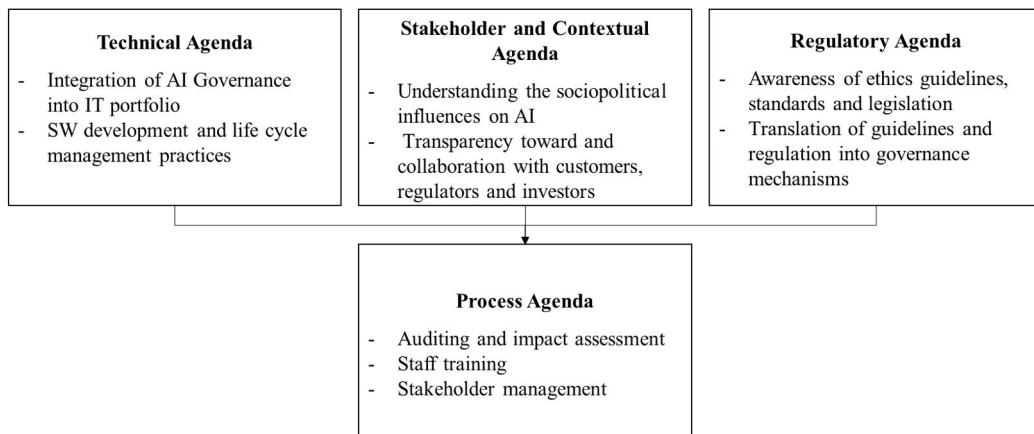 Technical Agenda
- Integration of AI Governance
into IT portfolio
- SW development and life cycle
management practices
Stakeholder and Contextual
Agenda
- Understanding the sociopolitical
influences on AI
- Transparency toward and
collaboration with customers,
regulators and investors
Regulatory Agenda
- Awareness of ethics guidelines,
standards and legislation
- Translation of guidelines and
regulation into governance
mechanisms
Process Agenda
- Auditing and impact assessment
- Staff training
- Stakeholder management